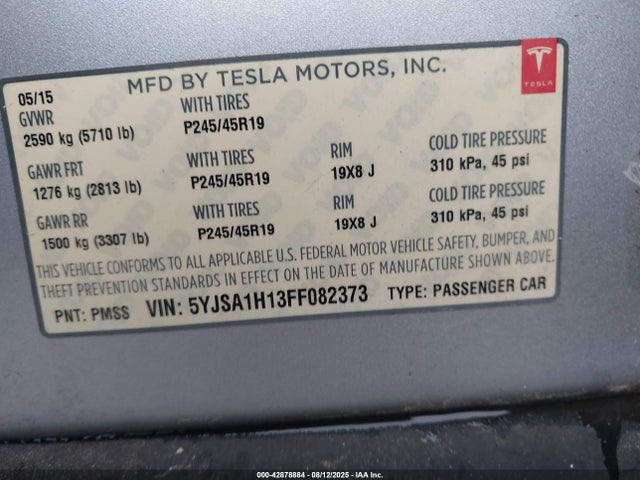 MFD BY TESLA MOTORS, INC.
TESLA
05/15
GVWR WITH TIRES
2590 kg (5710 lb) P245/45R19
GAWR FRT WITH TIRES RIM COLD TIRE PRESSURE
1276 kg (2813 lb) P245/45R19 19X8 J 310 kPa, 45 psi
GAWR RR WITH TIRES RIM COLD TIRE PRESSURE
1500 kg (3307 lb) P245/45R19 19X8 J 310 kPa, 45 psi
THIS VEHICLE CONFORMS TO ALL APPLICABLE U.S. FEDERAL MOTOR VEHICLE SAFETY, BUMPER, AND
THEFT PREVENTION STANDARDS IN EFFECT ON THE DATE OF MANUFACTURE SHOWN ABOVE.
PNT: PMSS VIN: 5YJSA1H13FF082373 TYPE: PASSENGER CAR
000-42878884 - 08/12/2025 - IAA Inc.